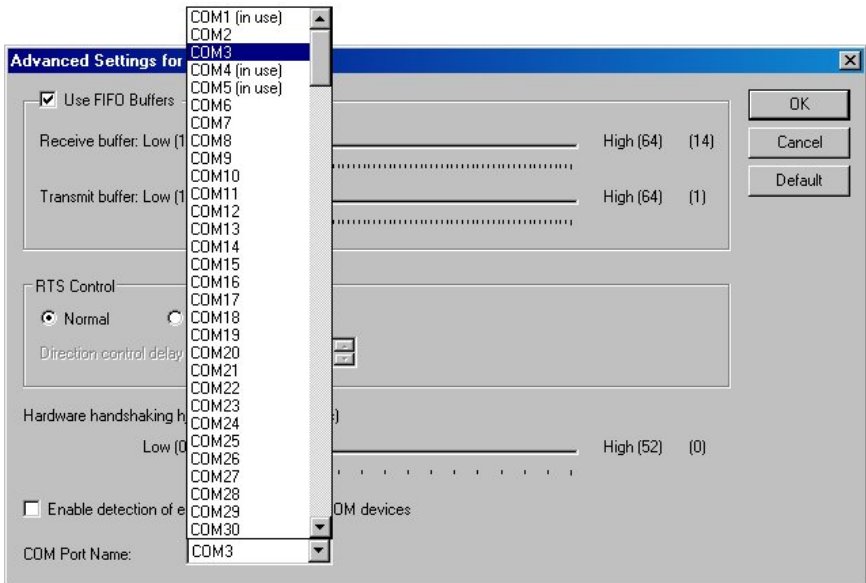 Advanced Settings for
Use FIFO Buffers
Receive buffer: Low (1
High (64) (14)
Transmit buffer: Low (1
High (64) (1)
OK
Cancel
Default
RTS Control
Normal
Direction control delay
Hardware handshaking h
Low (0
High (52) (0)
Enable detection of e
OM devices
COM Port Name:
COM3
COM1 (in use)
COM2
COM3
COM4 (in use)
COM5 (in use)
COM6
COM7
COM8
COM9
COM10
COM11
COM12
COM13
COM14
COM15
COM16
COM17
COM18
COM19
COM20
COM21
COM22
COM23
COM24
COM25
COM26
COM27
COM28
COM29
COM30